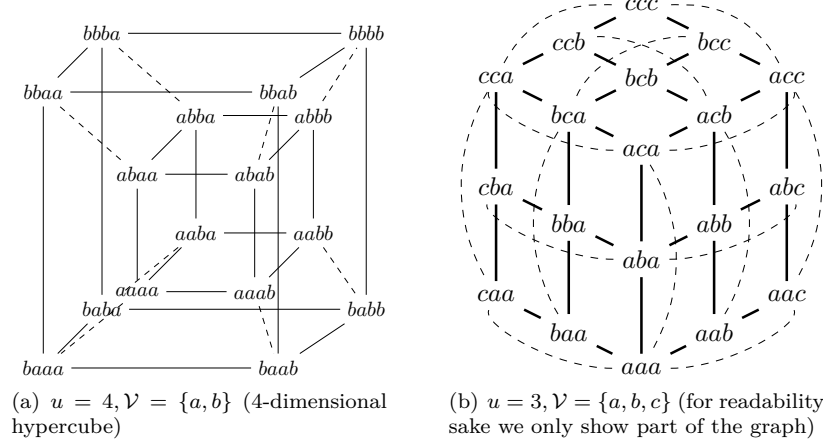 bbba bbbb
bbaa bbab
abba abbb
abaa abab
aaba aabb
aaaa aaab
baba babb
baaa baab
(a) u = 4, 𝒱 = {a, b} (4-dimensional
hypercube)
ccc
ccb bcc
cca bcb acc
bca acb
aca
cba abc
bba abb
aba
caa aac
baa aab
aaa
(b) u = 3, 𝒱 = {a, b, c} (for readability
sake we only show part of the graph)